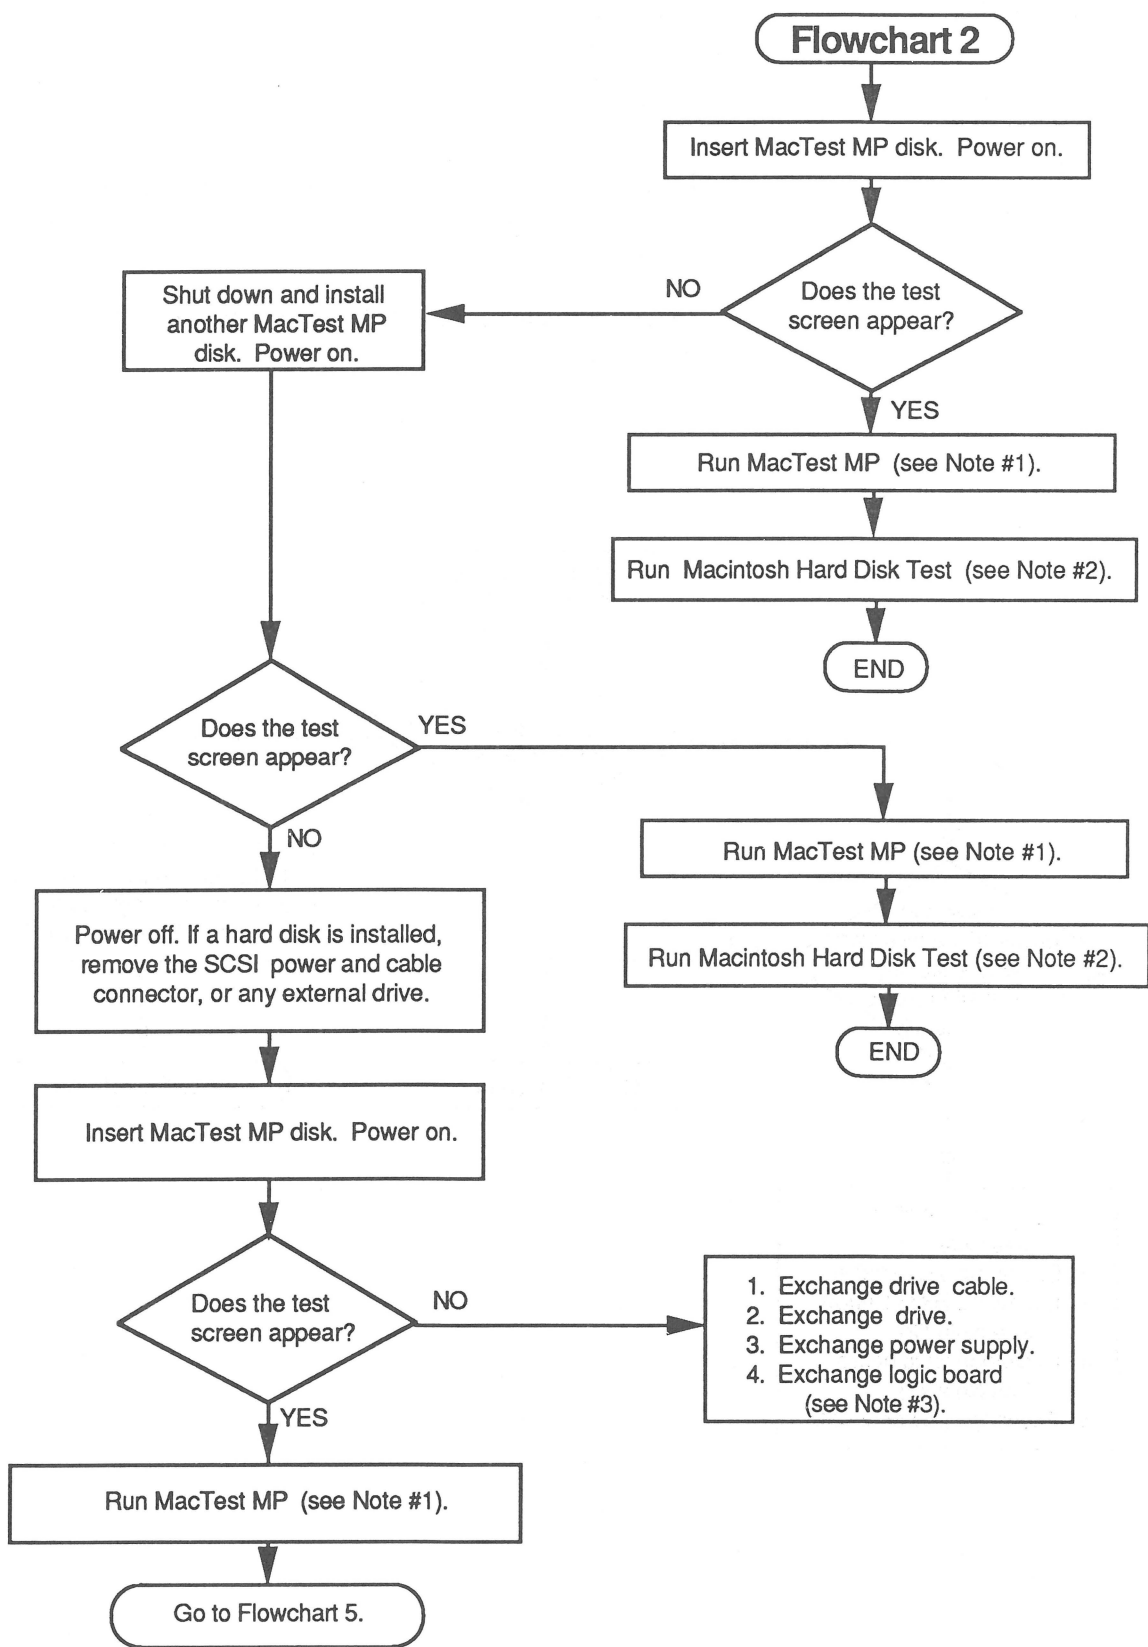 Flowchart 2
Insert MacTest MP disk. Power on.
Does the test
screen appear?
NO
Shut down and install
another MacTest MP
disk. Power on.
YES
Run MacTest MP (see Note #1).
Run Macintosh Hard Disk Test (see Note #2).
END
Does the test
screen appear?
YES
Run MacTest MP (see Note #1).
Run Macintosh Hard Disk Test (see Note #2).
END
NO
Power off. If a hard disk is installed,
remove the SCSI power and cable
connector, or any external drive.
Insert MacTest MP disk. Power on.
Does the test
screen appear?
NO
1. Exchange drive cable.
2. Exchange drive.
3. Exchange power supply.
4. Exchange logic board
(see Note #3).
YES
Run MacTest MP (see Note #1).
Go to Flowchart 5.